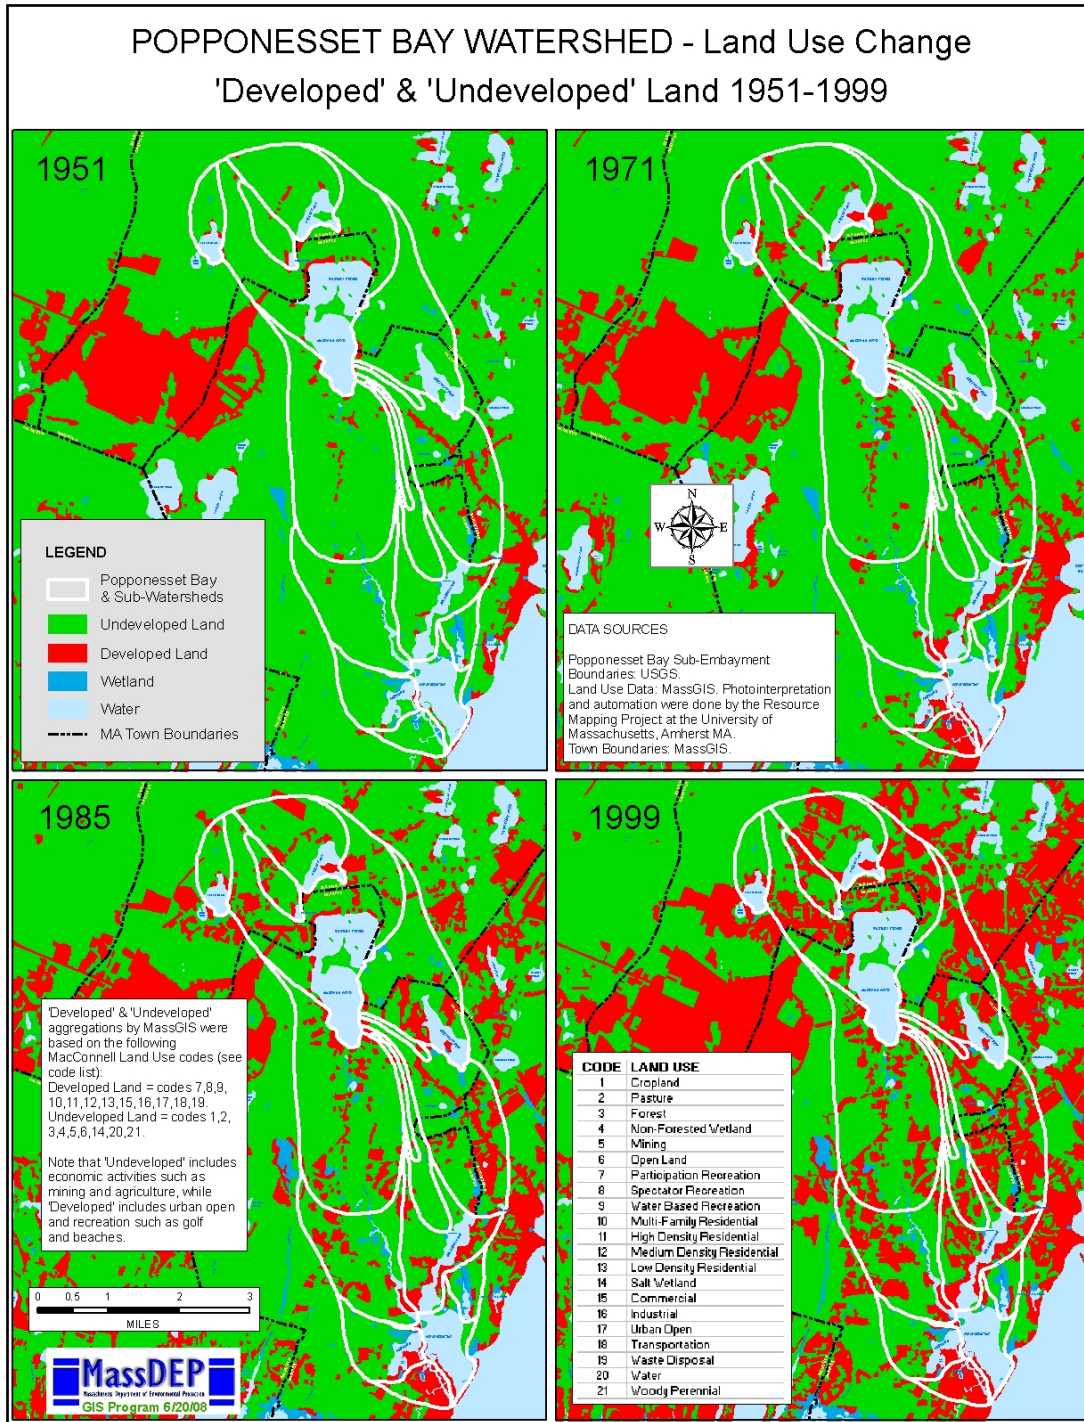 POPPONESSET BAY WATERSHED - Land Use Change
'Developed' & 'Undeveloped' Land 1951-1999
1951
LEGEND
Popponesset Bay
& Sub-Watersheds
Undeveloped Land
Developed Land
Wetland
Water
MA Town Boundaries
1971
N
W E
S
DATA SOURCES
Popponesset Bay Sub-Embayment
Boundaries: USGS.
Land Use Data: MassGIS. Photointerpretation
and automation were done by the Resource
Mapping Project at the University of
Massachusetts, Amherst MA.
Town Boundaries: MassGIS.
1985
'Developed' & 'Undeveloped'
aggregations by MassGIS were
based on the following
MacConnell Land Use codes (see
code list):
Developed Land = codes 7,8,9,
10,11,12,13,15,16,17,18,19.
Undeveloped Land = codes 1,2,
3,4,5,6,14,20,21.
Note that 'Undeveloped' includes
economic activities such as
mining and agriculture, while
'Developed' includes urban open
and recreation such as golf
and beaches.
0 0.5 1 2 3
MILES
MassDEP
Massachusetts Department of Environmental Protection
GIS Program 6/20/08
1999
CODE LAND USE
1 Cropland
2 Pasture
3 Forest
4 Non-Forested Wetland
5 Mining
6 Open Land
7 Participation Recreation
8 Spectator Recreation
9 Water Based Recreation
10 Multi-Family Residential
11 High Density Residential
12 Medium Density Residential
13 Low Density Residential
14 Salt Wetland
15 Commercial
16 Industrial
17 Urban Open
18 Transportation
19 Waste Disposal
20 Water
21 Woody Perennial